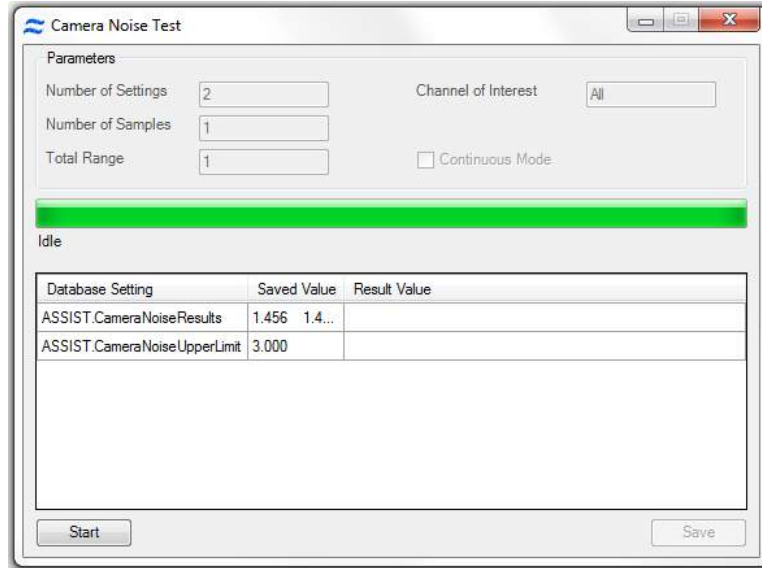 Camera Noise Test
Parameters
Number of Settings 2 Channel of Interest All
Number of Samples 1
Total Range 1 Continuous Mode
Idle
Database Setting Saved Value Result Value
ASSIST.CameraNoiseResults 1.456 1.4...
ASSIST.CameraNoiseUpperLimit 3.000
Start Save